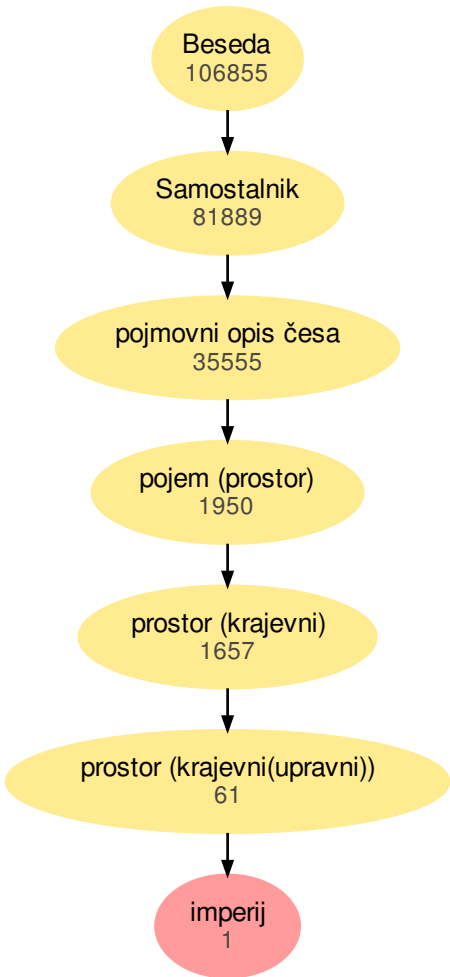 Beseda
106855
Samostalnik
81889
pojmovni opis česa
35555
pojem (prostor)
1950
prostor (krajevni)
1657
prostor (krajevni(upravni))
61
imperij
1